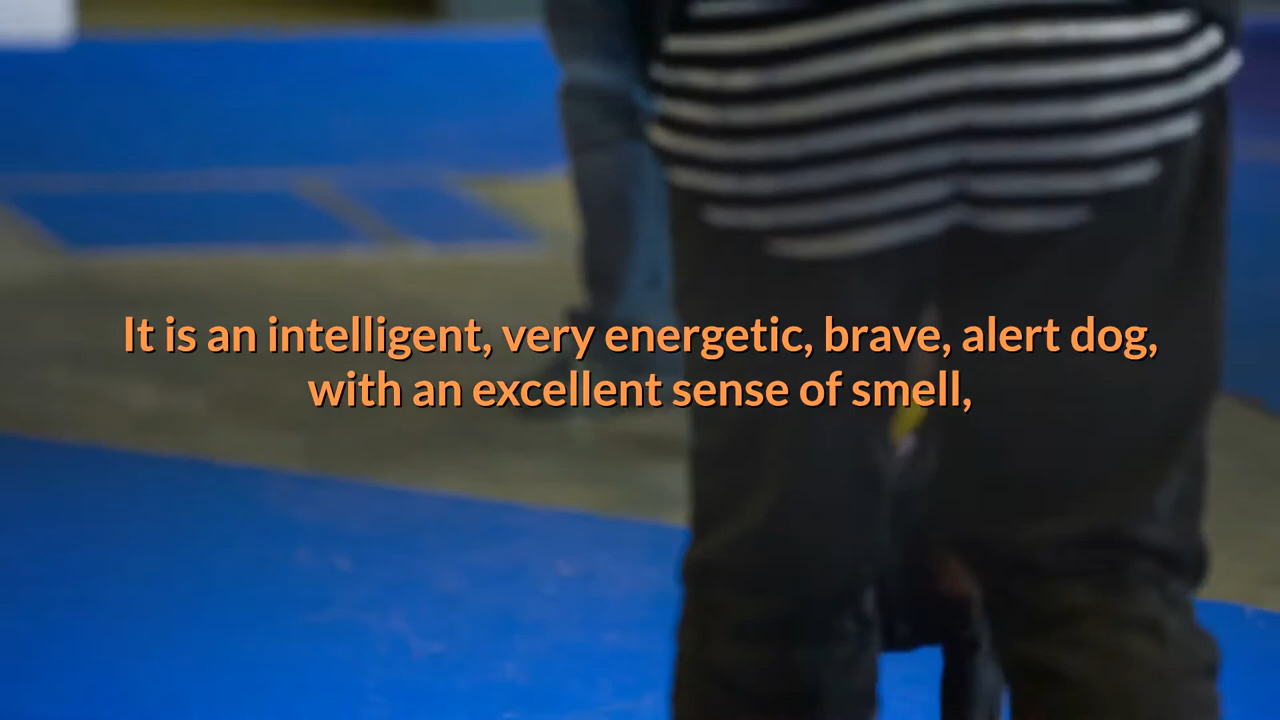 It is an intelligent, very energetic, brave, alert dog,
with an excellent sense of smell,